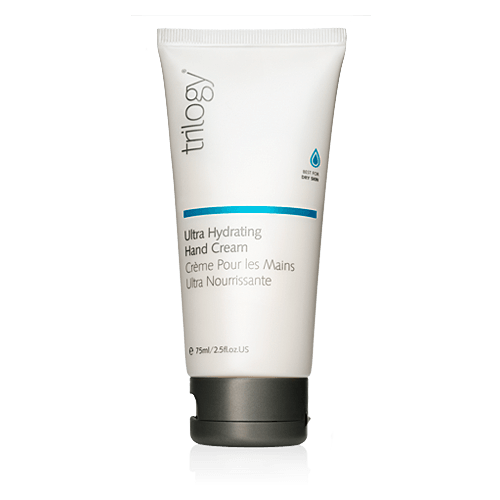 trilogy®
BEST FOR
DRY SKIN
Ultra Hydrating
Hand Cream
Crème Pour les Mains
Ultra Nourrissante
℮ 75ml/2.5fl.oz.US